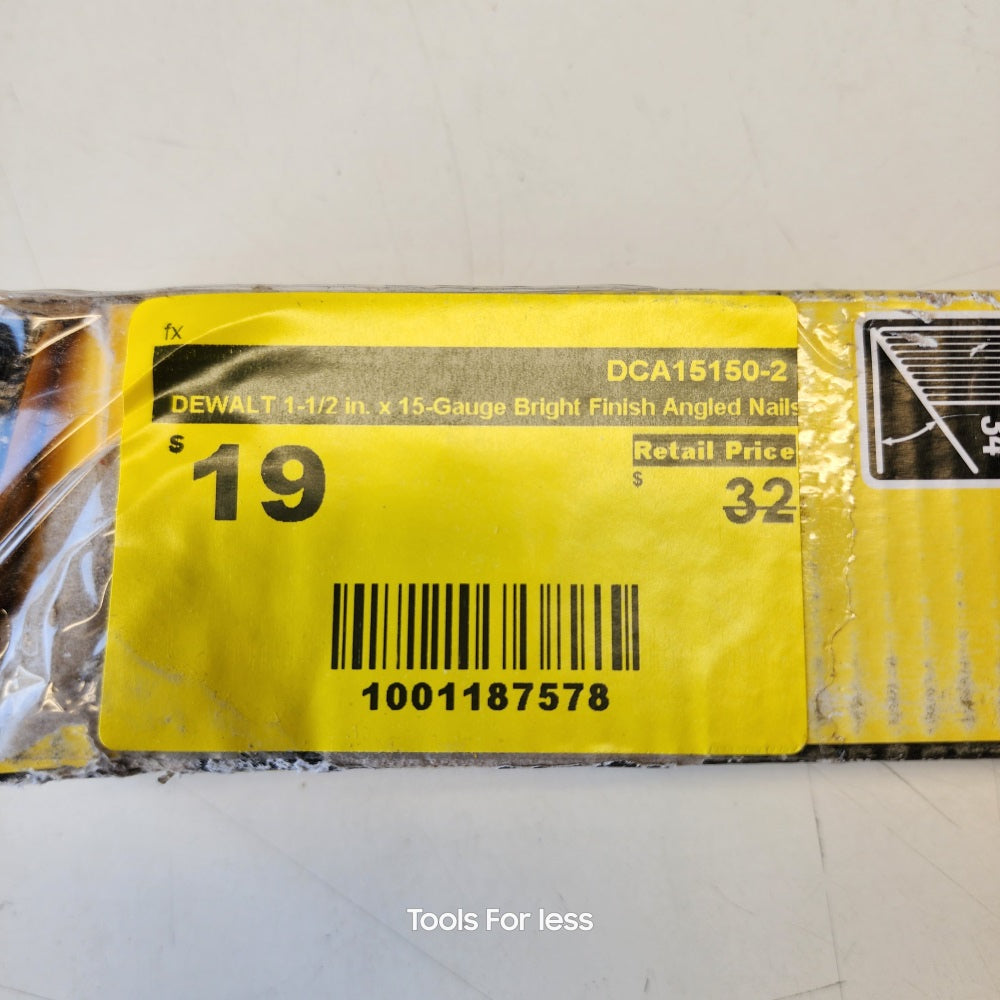 fx
DCA15150-2
DEWALT 1-1/2 in. x 15-Gauge Bright Finish Angled Nails
$ 19
Retail Price
$ 32
1001187578
34
Tools For less